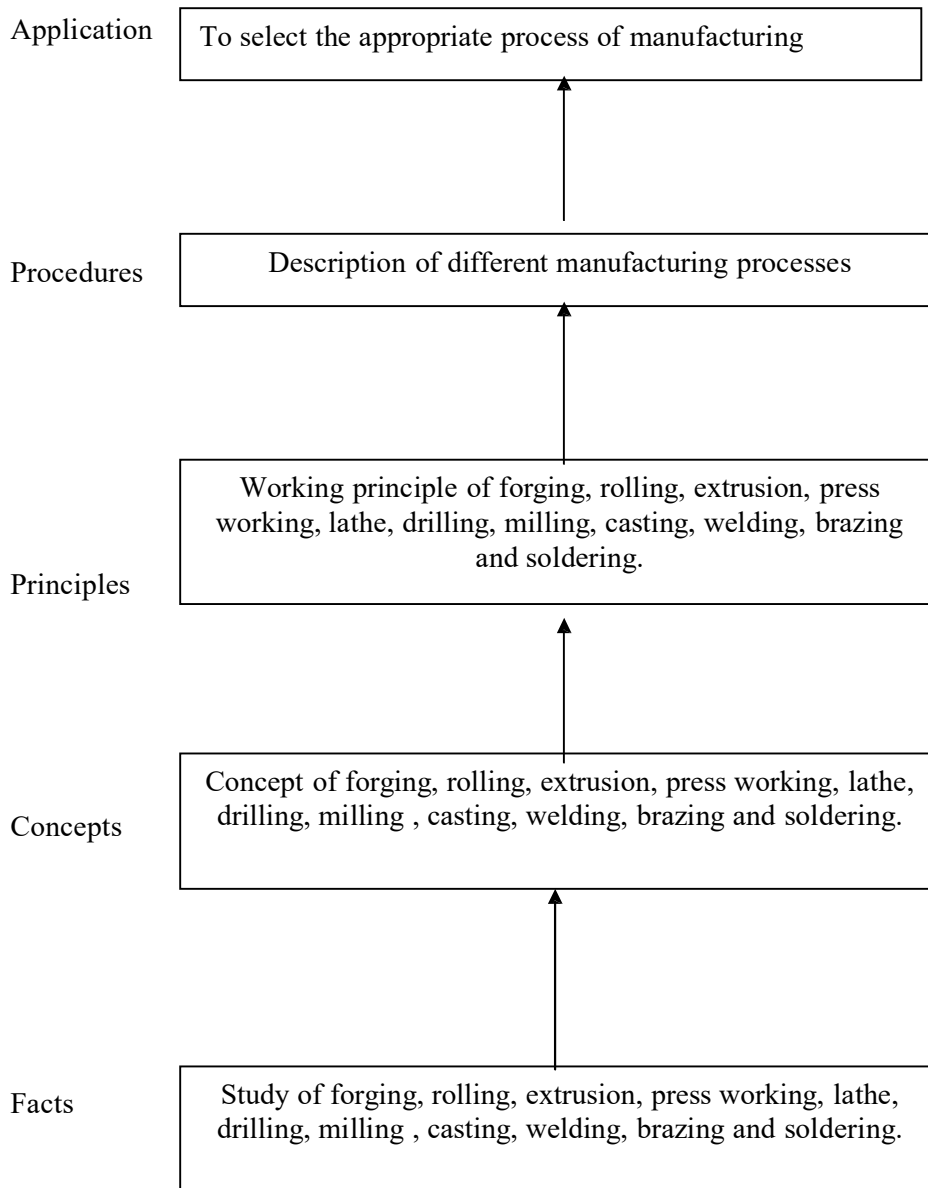 Application
To select the appropriate process of manufacturing
Procedures
Description of different manufacturing processes
Working principle of forging, rolling, extrusion, press
working, lathe, drilling, milling, casting, welding, brazing
and soldering.
Principles
Concept of forging, rolling, extrusion, press working, lathe,
drilling, milling , casting, welding, brazing and soldering.
Concepts
Facts
Study of forging, rolling, extrusion, press working, lathe,
drilling, milling , casting, welding, brazing and soldering.